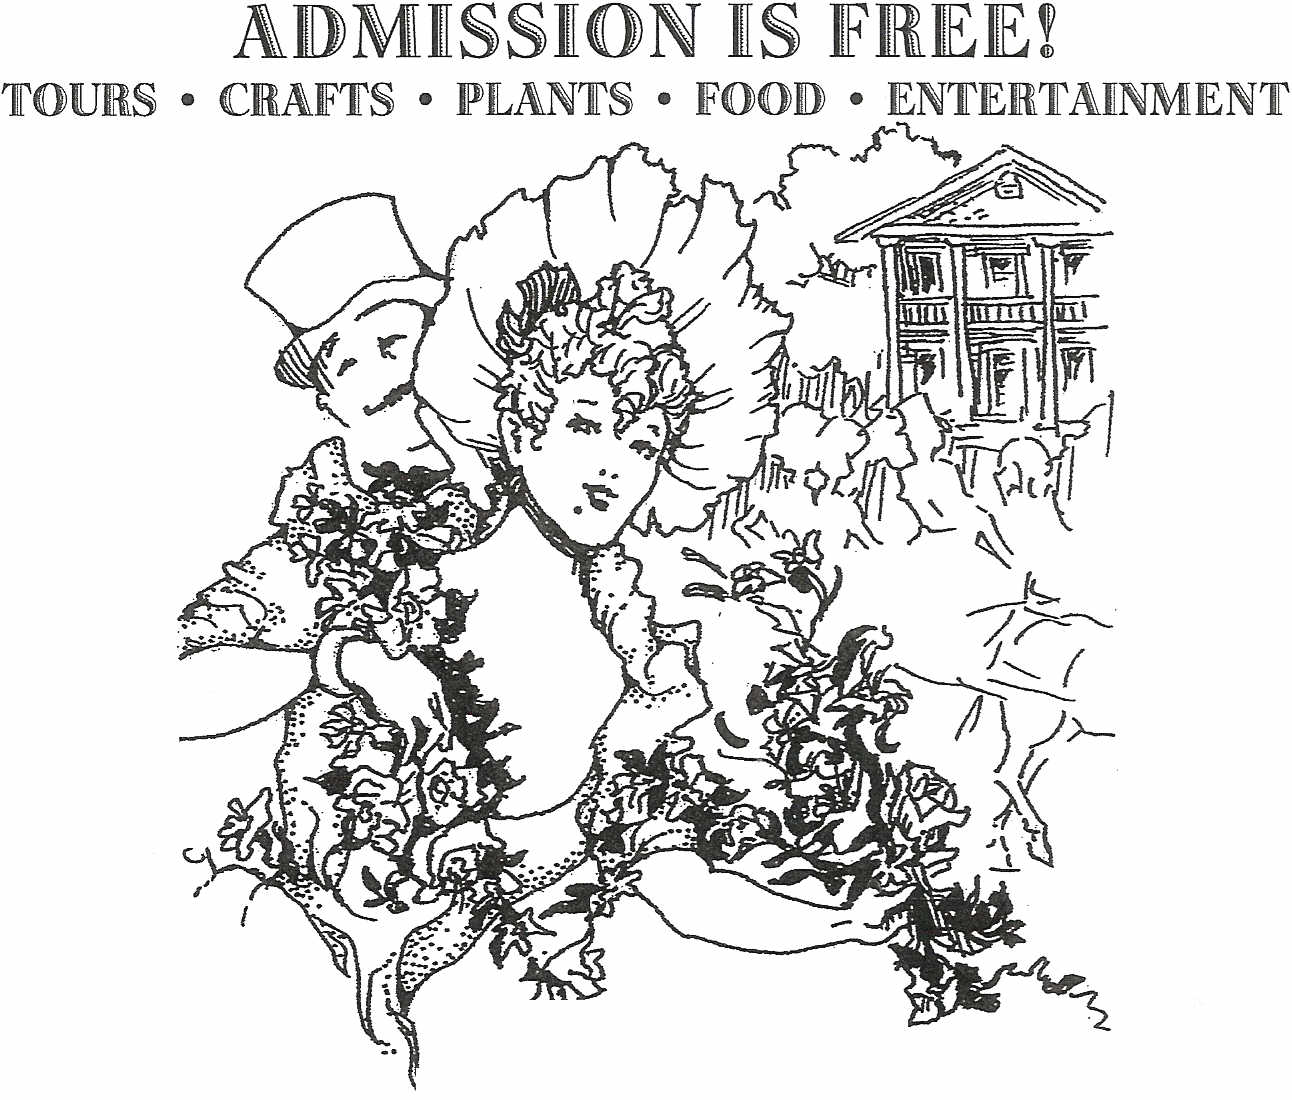 ADMISSION IS FREE!
TOURS • CRAFTS • PLANTS • FOOD • ENTERTAINMENT